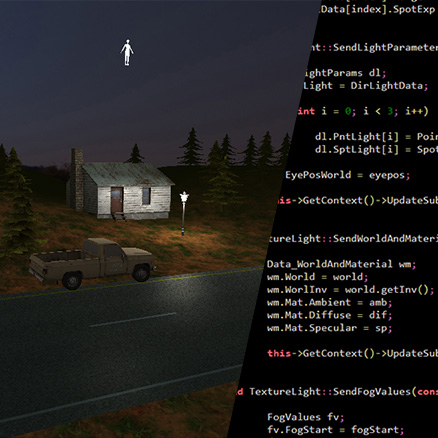 Data[index].SpotExp
::SendLightParameter
ightParams dl;
Light = DirLightData;
int i = 0; i < 3; i++)
dl.PntLight[i] = Poin
dl.SptLight[i] = Spot
EyePosWorld = eyepos;
his->GetContext()->UpdateSub
tureLight::SendWorldAndMateri
Data_WorldAndMaterial wm;
wm.World = world;
wm.WorlInv = world.getInv();
wm.Mat.Ambient = amb;
wm.Mat.Diffuse = dif;
wm.Mat.Specular = sp;
this->GetContext()->UpdateSub
d TextureLight::SendFogValues(cons
FogValues fv;
fv.FogStart = fogStart;